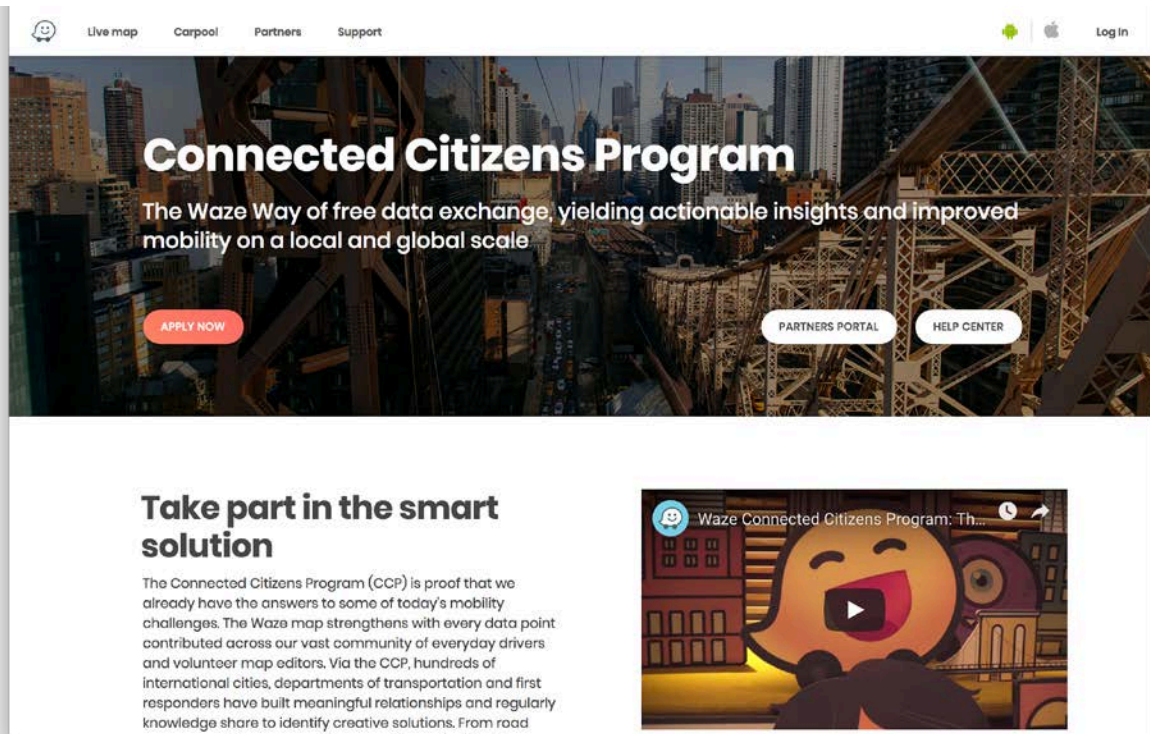 Live map Carpool Partners Support Log In
Connected Citizens Program
The Waze Way of free data exchange, yielding actionable insights and improved
mobility on a local and global scale
APPLY NOW PARTNERS PORTAL HELP CENTER
Take part in the smart
solution
The Connected Citizens Program (CCP) is proof that we
already have the answers to some of today's mobility
challenges. The Waze map strengthens with every data point
contributed across our vast community of everyday drivers
and volunteer map editors. Via the CCP, hundreds of
international cities, departments of transportation and first
responders have built meaningful relationships and regularly
knowledge share to identify creative solutions. From road
Waze Connected Citizens Program: Th...